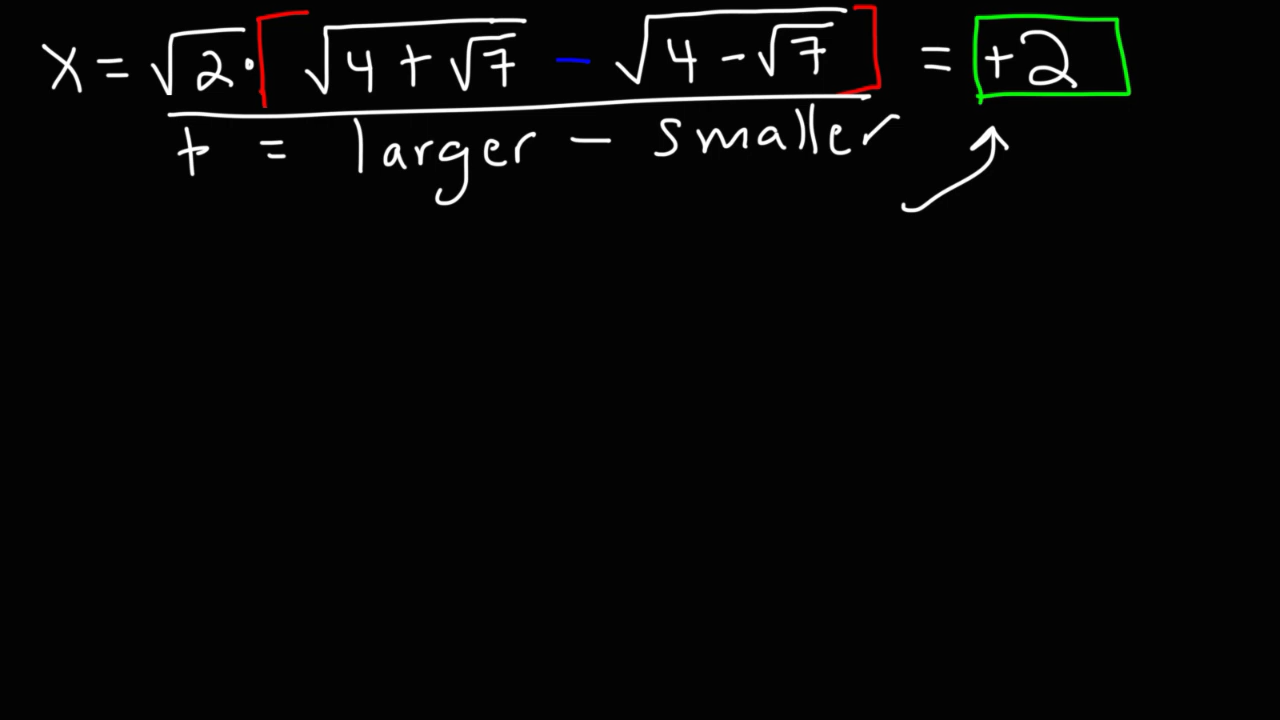 x = √2 · [ √(4 + √7) − √(4 − √7) ] = +2
+ = larger − smaller